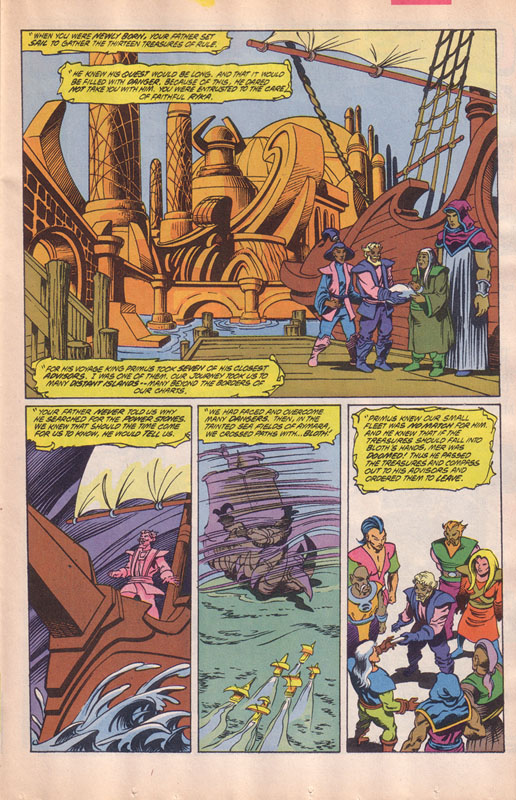 "WHEN YOU WERE NEWLY BORN, YOUR FATHER SET
SAIL TO GATHER THE THIRTEEN TREASURES OF RULE.
"HE KNEW HIS QUEST WOULD BE LONG. AND THAT IT WOULD
BE FILLED WITH DANGER. BECAUSE OF THIS, HE DARED
NOT TAKE YOU WITH HIM. YOU WERE ENTRUSTED TO THE CARE
OF FAITHFUL RYKA.
"FOR HIS VOYAGE KING PRIMUS TOOK SEVEN OF HIS CLOSEST
ADVISORS. I WAS ONE OF THEM. OUR JOURNEY TOOK US TO
MANY DISTANT ISLANDS--MANY BEYOND THE BORDERS OF
OUR CHARTS.
"YOUR FATHER NEVER TOLD US WHY
HE SEARCHED FOR THE POWER STONES.
WE KNEW THAT SHOULD THE TIME COME
FOR US TO KNOW, HE WOULD TELL US.
"WE HAD FACED AND OVERCOME
MANY DANGERS. THEN, IN THE
TAINTED SEA FIELDS OF AYMARA,
WE CROSSED PATHS WITH...BLOTH.
"PRIMUS KNEW OUR SMALL
FLEET WAS NO MATCH FOR HIM.
AND HE KNEW THAT IF THE
TREASURES SHOULD FALL INTO
BLOTH'S HANDS, MER WAS
DOOMED! THUS HE PASSED
THE TREASURES AND COMPASS
OUT TO HIS ADVISORS AND
ORDERED THEM TO LEAVE.